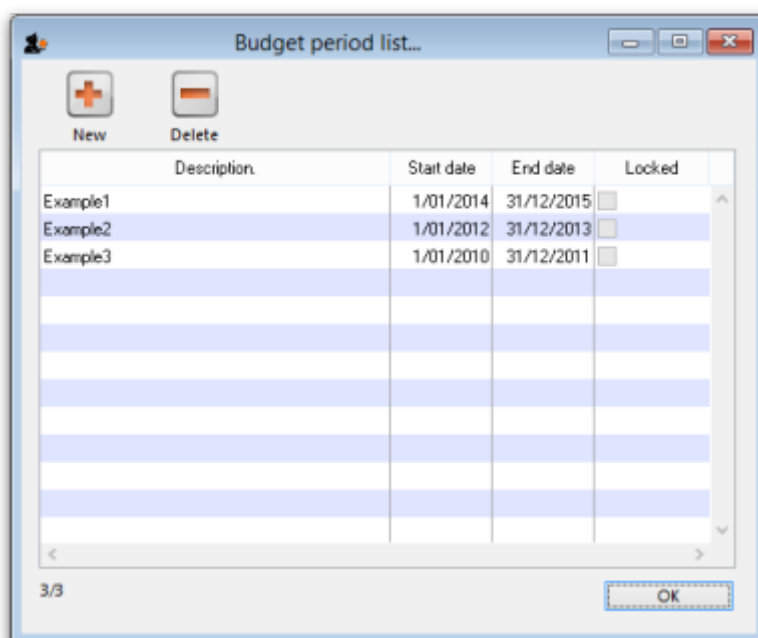 Budget period list...
New Delete
Description. Start date End date Locked
Example1 1/01/2014 31/12/2015
Example2 1/01/2012 31/12/2013
Example3 1/01/2010 31/12/2011
3/3 OK